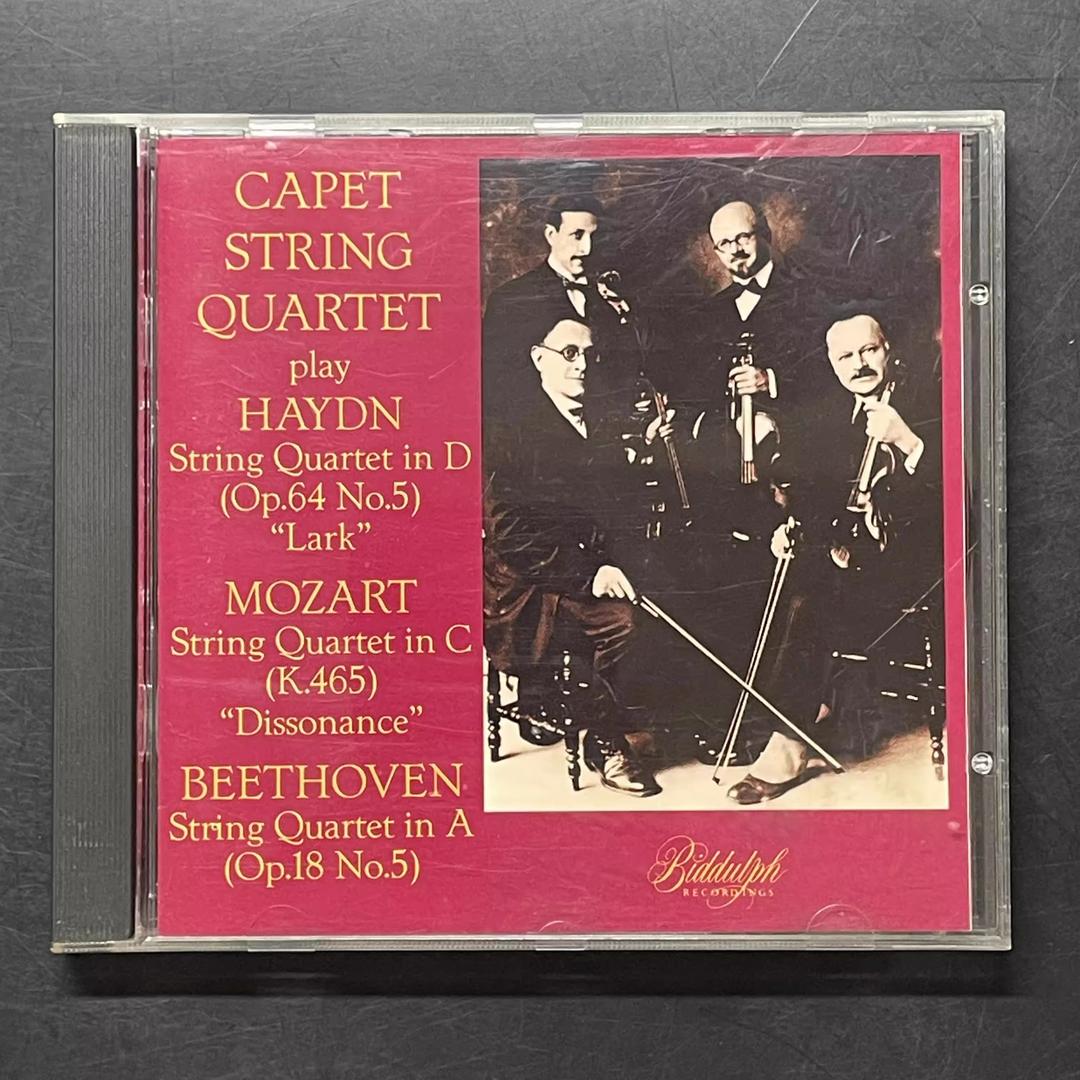 CAPET
STRING
QUARTET
play
HAYDN
String Quartet in D
(Op.64 No.5)
“Lark”
MOZART
String Quartet in C
(K.465)
“Dissonance”
BEETHOVEN
String Quartet in A
(Op.18 No.5)
Biddulph
RECORDINGS